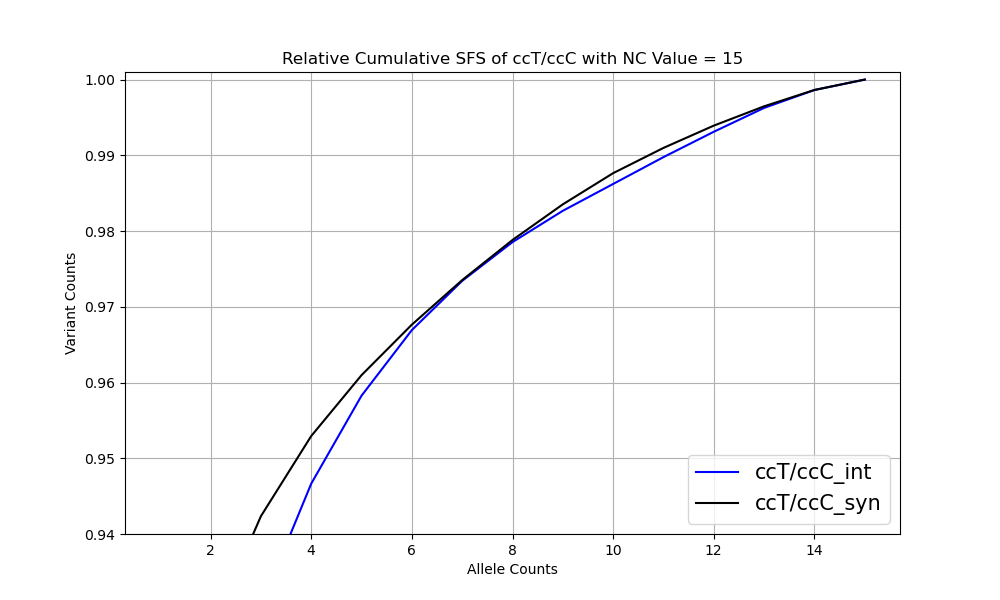 Relative Cumulative SFS of ccT/ccC with NC Value = 15
1.00
0.99
0.98
0.97
0.96
0.95
0.94
Variant Counts
ccT/ccC_int
ccT/ccC_syn
2 4 6 8 10 12 14
Allele Counts